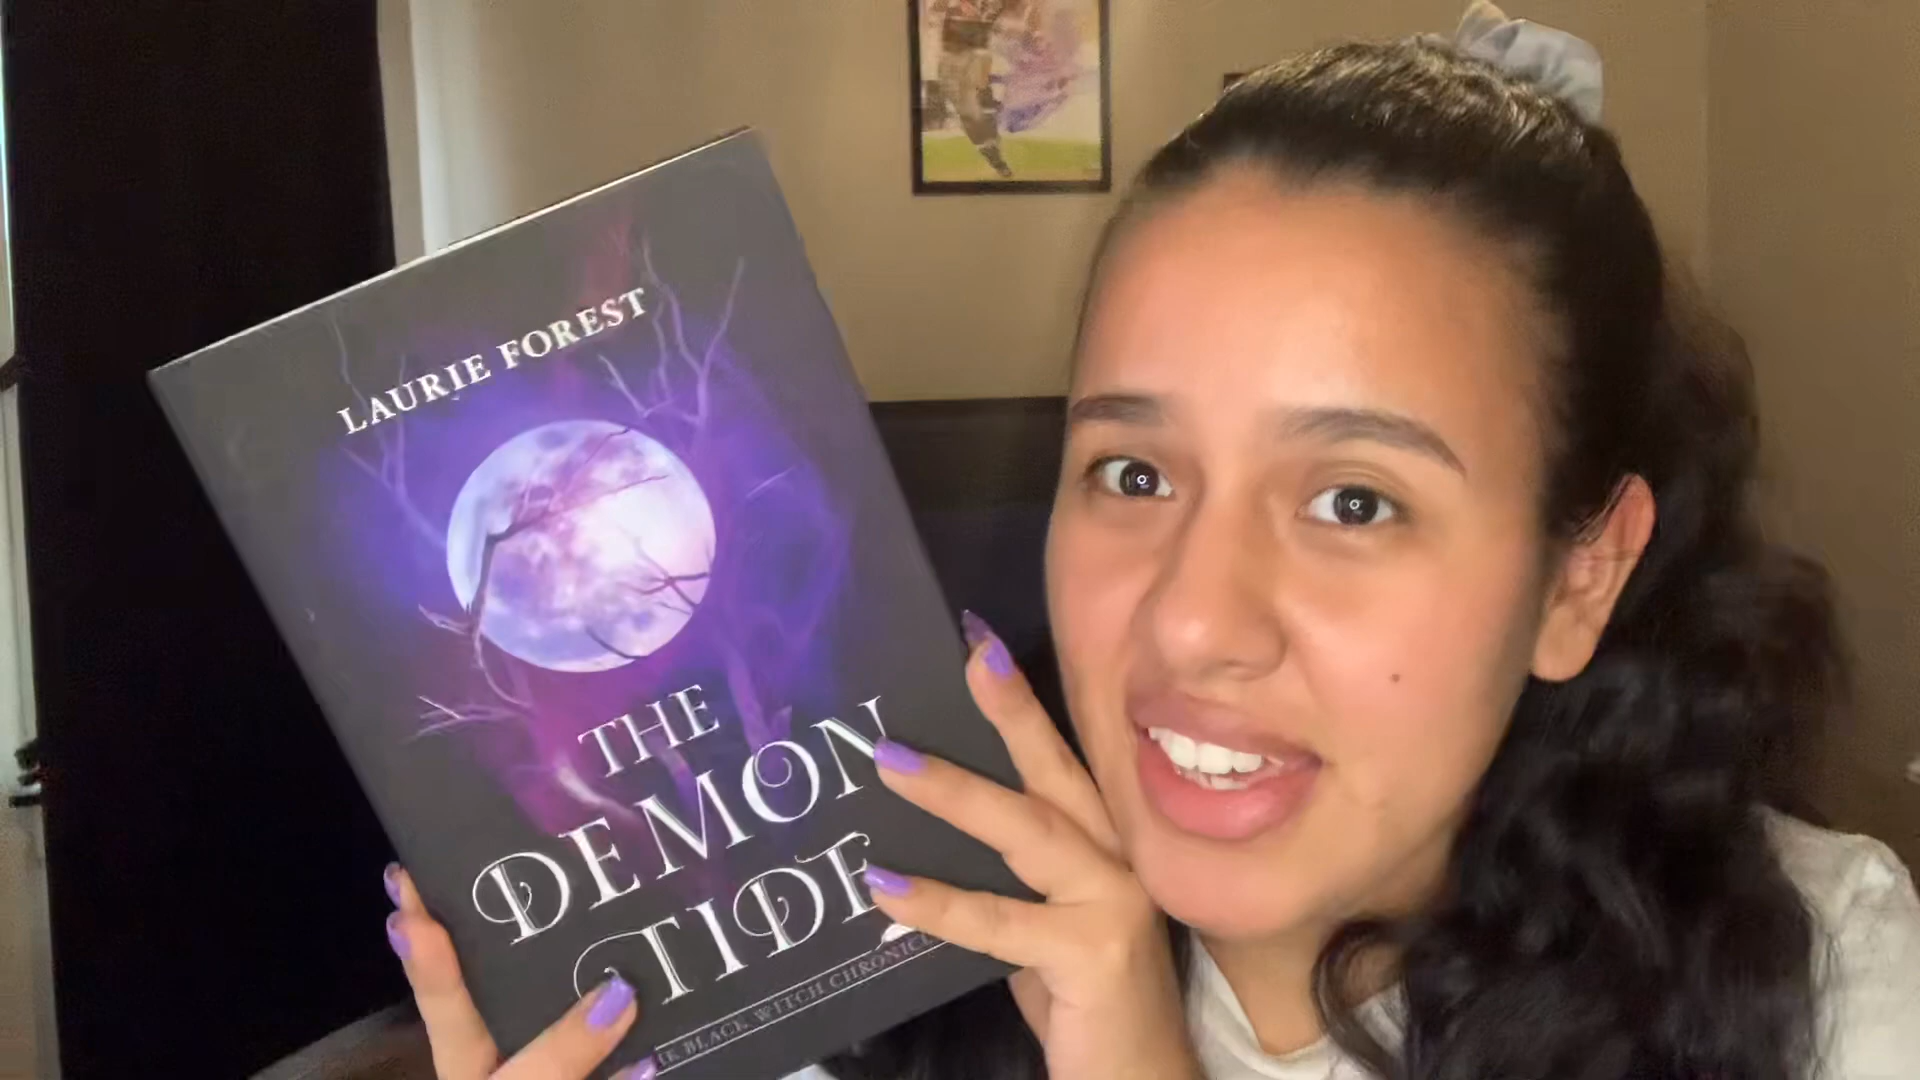 LAURIE FOREST
THE
DEMON
TIDE
BLACK WITCH